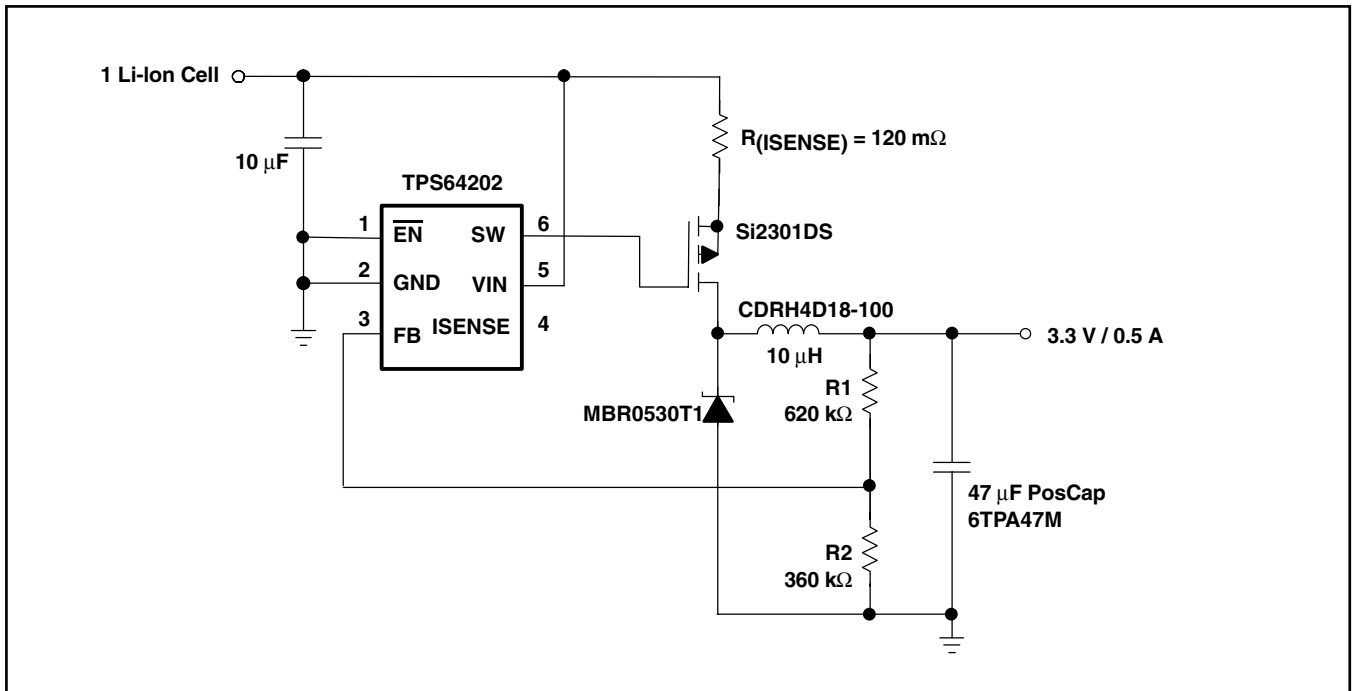 1 Li-Ion Cell
10 μF
R(ISENSE) = 120 mΩ
TPS64202
1
EN
SW
6
2
GND
VIN
5
3
FB
ISENSE
4
Si2301DS
CDRH4D18-100
10 μH
3.3 V / 0.5 A
R1
620 kΩ
MBR0530T1
47 μF PosCap
6TPA47M
R2
360 kΩ